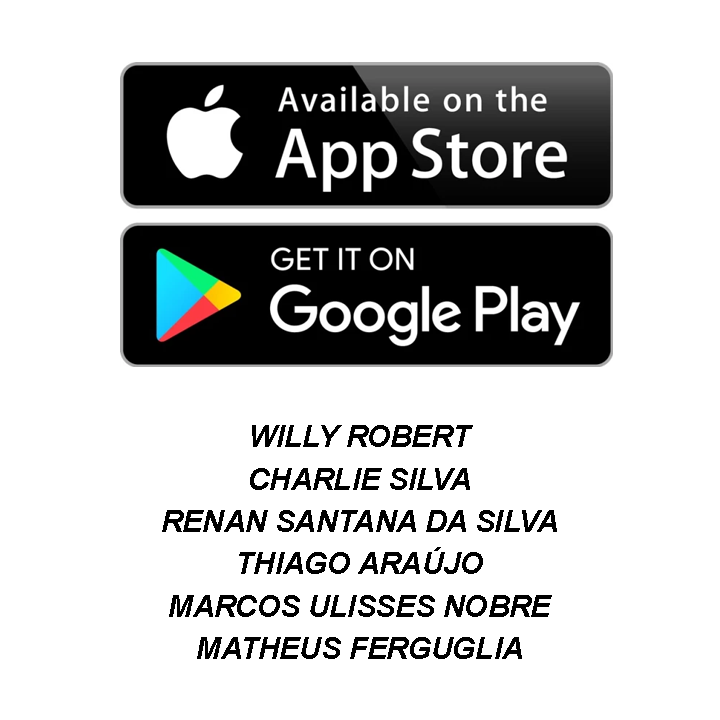 Available on the
App Store
GET IT ON
Google Play
WILLY ROBERT
CHARLIE SILVA
RENAN SANTANA DA SILVA
THIAGO ARAÚJO
MARCOS ULISSES NOBRE
MATHEUS FERGUGLIA